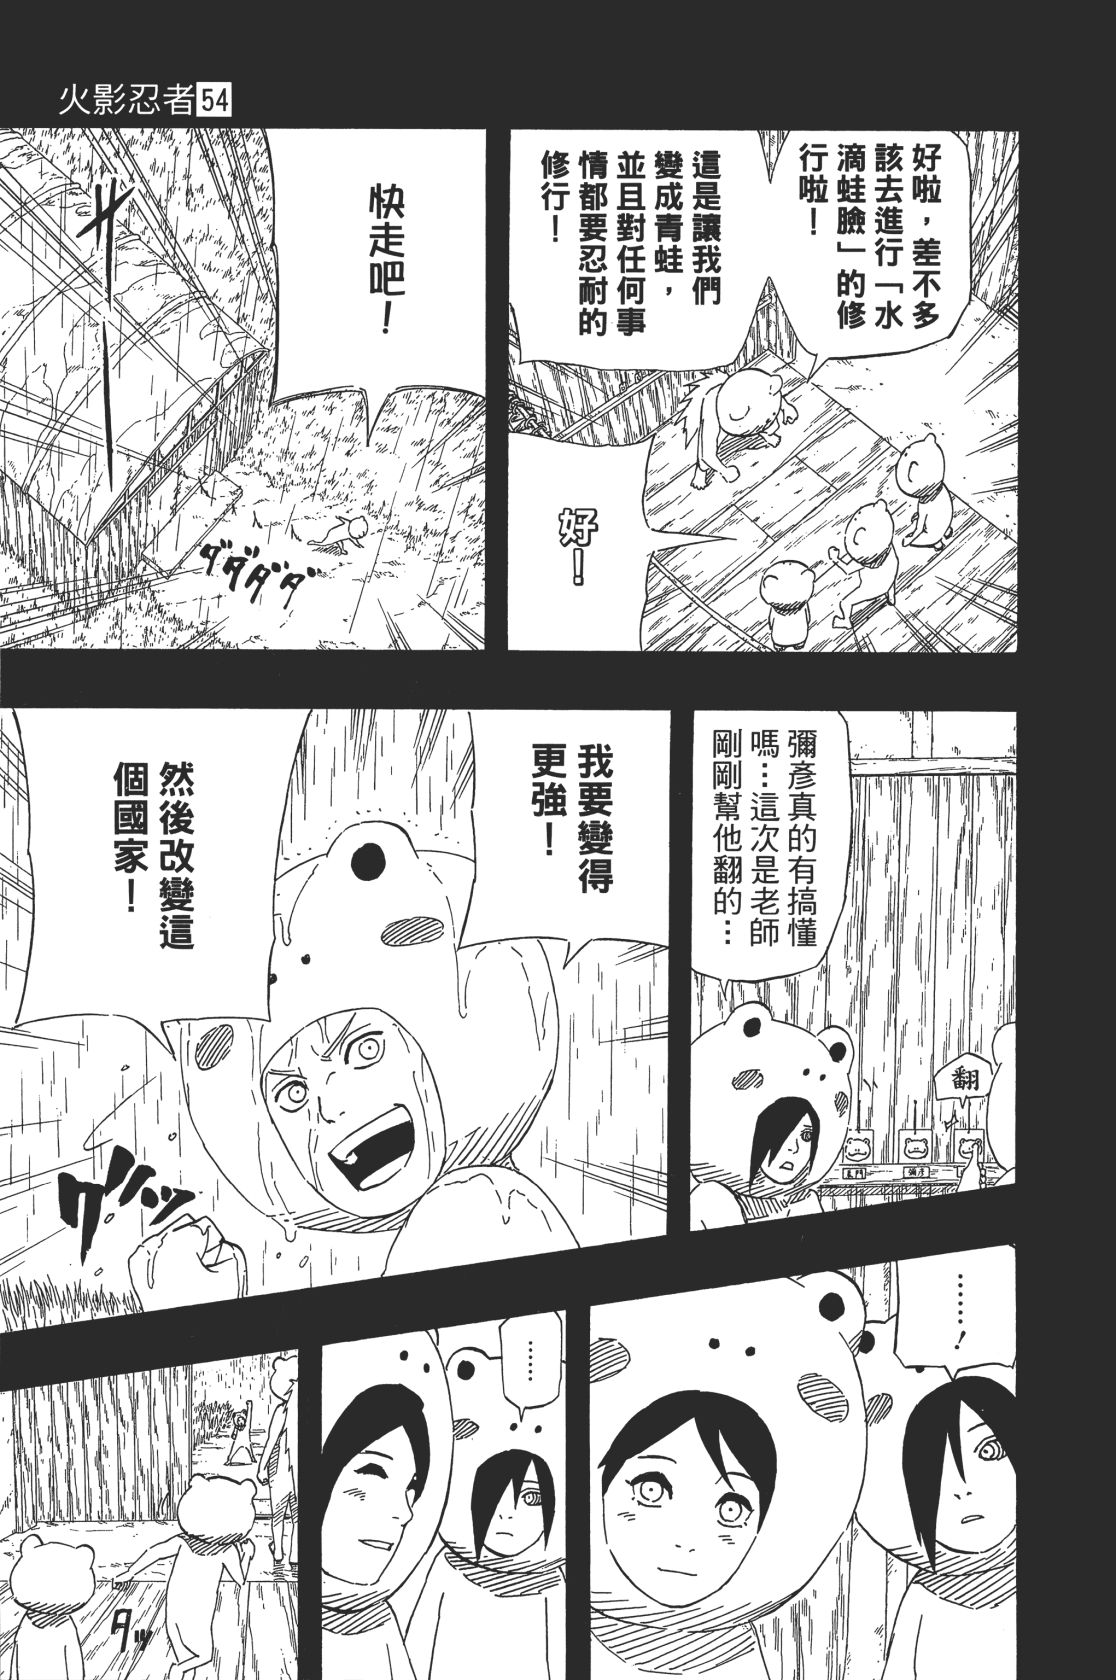 火影忍者54
好啦，差不多
該去進行「水
滴蛙臉」的修
行啦！
這是讓我們
變成青蛙，
並且對任何事
情都要忍耐的
修行！
好！
快走吧！
ダダダダ
彌彥真的有搞懂
嗎…這次是老師
剛剛幫他翻的…
翻
長門
彌彥
我要變得
更強！
然後改變這
個國家！
グッ
……！
……
タッ